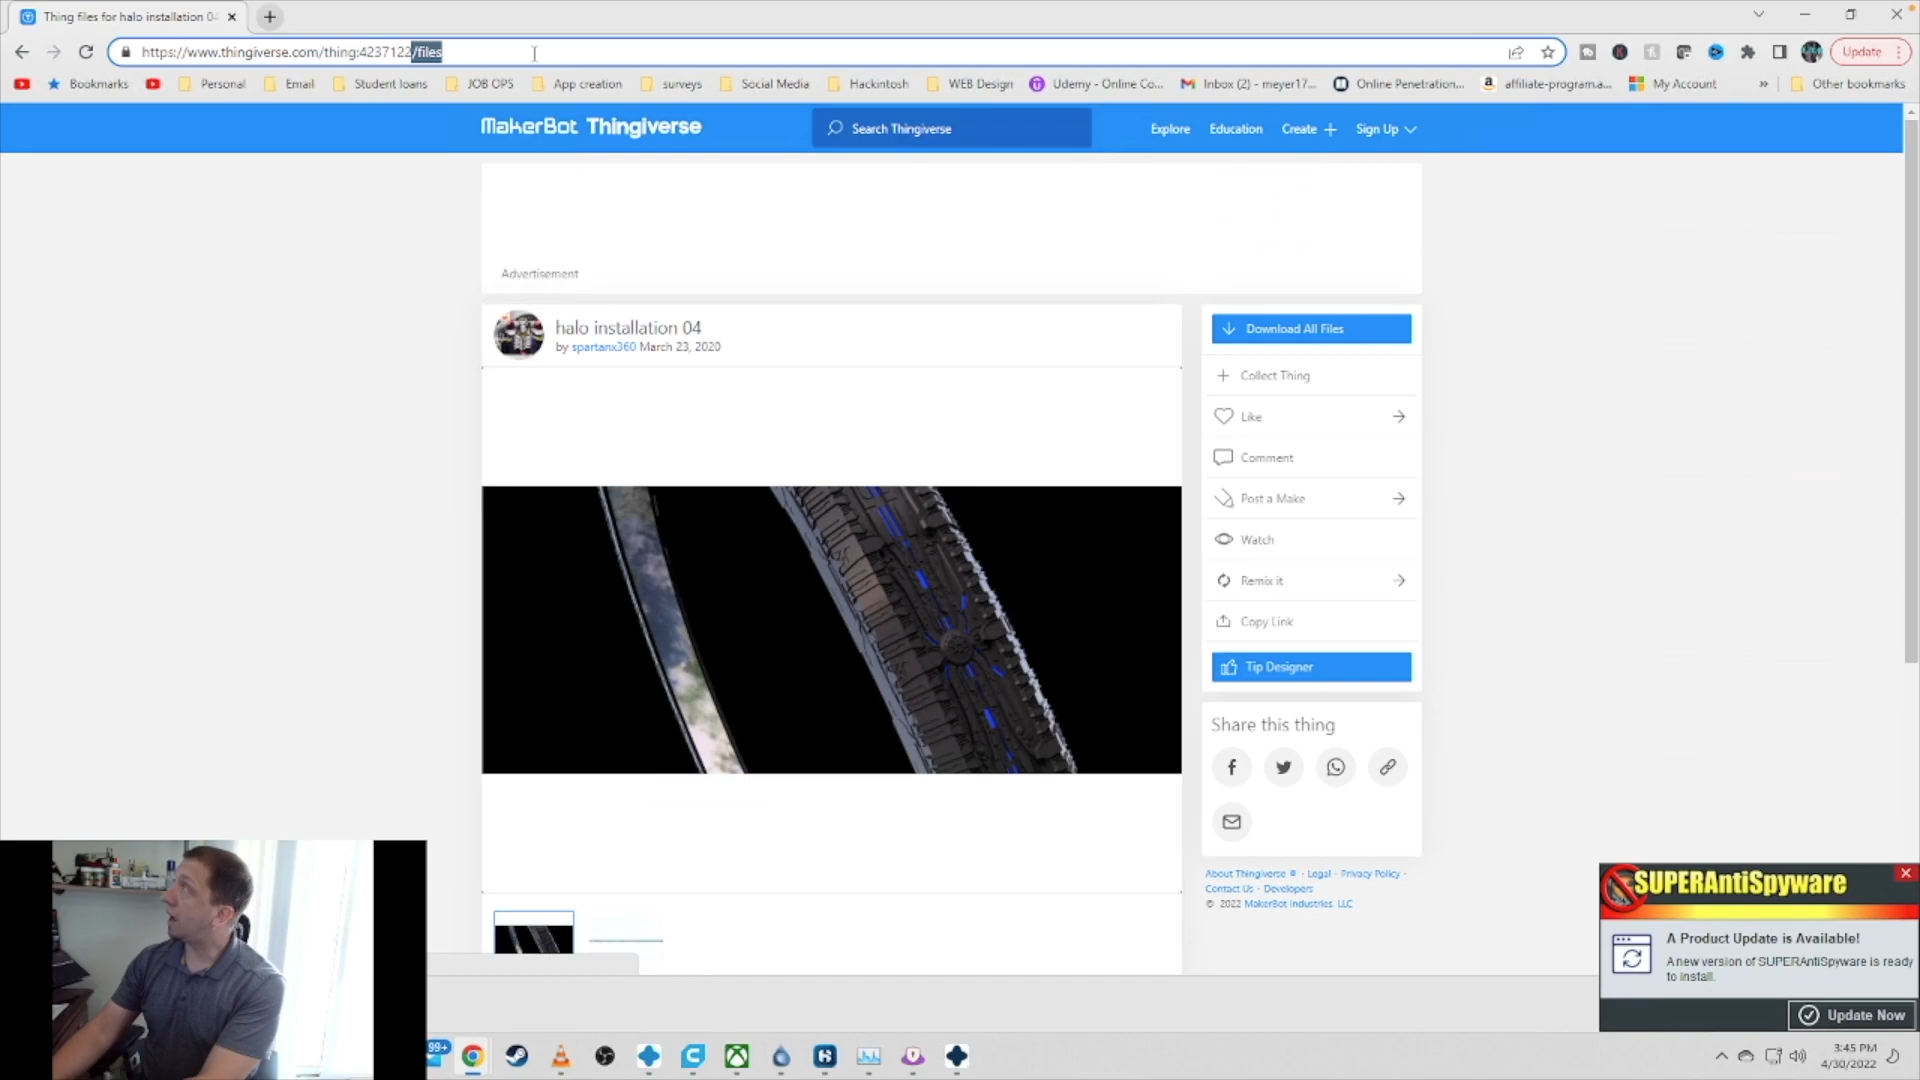 Thing files for halo installation 04
https://www.thingiverse.com/thing:4237122/files
Update
Bookmarks
Personal
Email
Student loans
JOB OPS
App creation
surveys
Social Media
Hackintosh
WEB Design
Udemy - Online Co...
Inbox (2) - meyer17...
Online Penetration...
affiliate-program.a...
My Account
»
Other bookmarks
MakerBot Thingiverse
Search Thingiverse
Explore
Education
Create +
Sign Up
Advertisement
halo installation 04
by spartanx360 March 23, 2020
Download All Files
Collect Thing
Like
Comment
Post a Make
Watch
Remix it
Copy Link
Tip Designer
Share this thing
About Thingiverse ® · Legal · Privacy Policy ·
Contact Us · Developers
© 2022 MakerBot Industries, LLC
SUPERAntiSpyware
A Product Update is Available!
A new version of SUPERAntiSpyware is ready
to install.
Update Now
99+
3:45 PM
4/30/2022